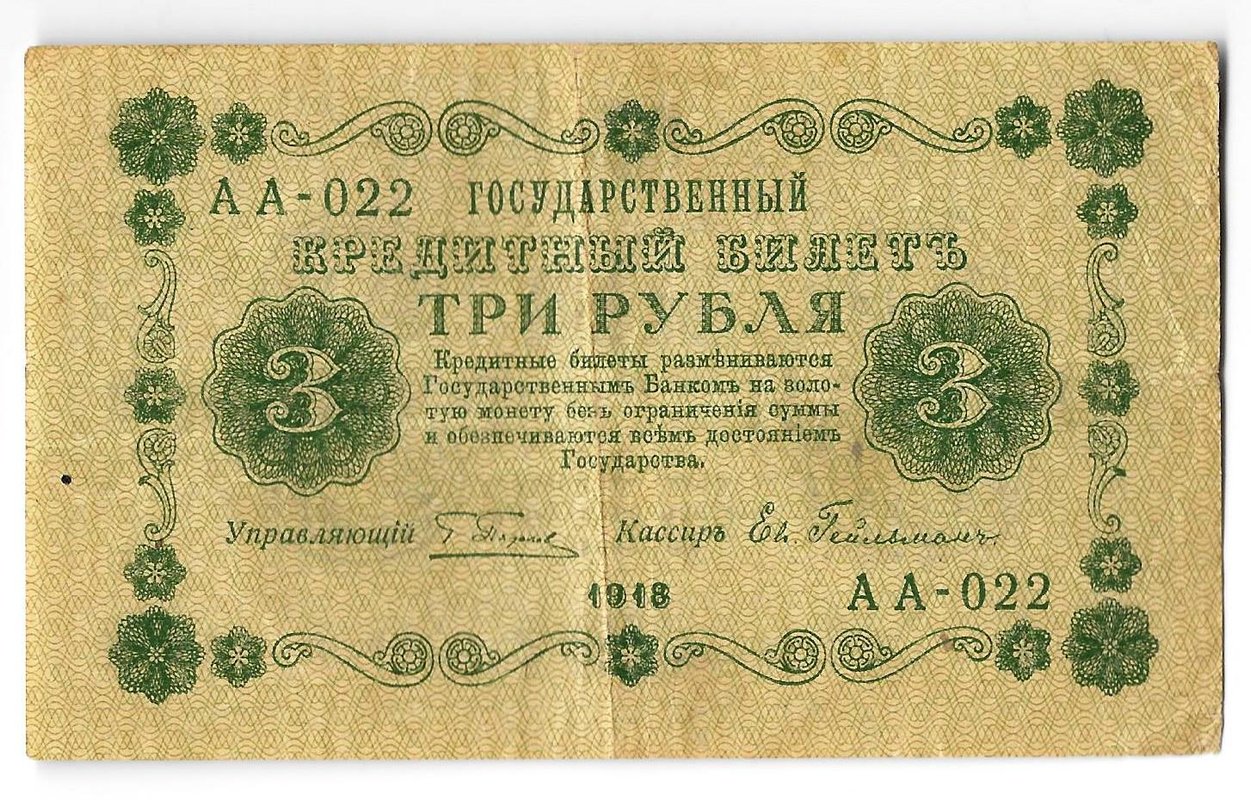 АА-022 ГОСУДАРСТВЕННЫЙ
КРЕДИТНЫЙ БИЛЕТЪ
ТРИ РУБЛЯ
3 3
Кредитные билеты размѣниваются
Государственнымъ Банкомъ на золо-
тую монету безъ ограниченія суммы
и обезпечиваются всѣмъ достояніемъ
Государства.
Управляющій Г. Пятаков Кассиръ Ев. Гейльманъ
1918 АА-022